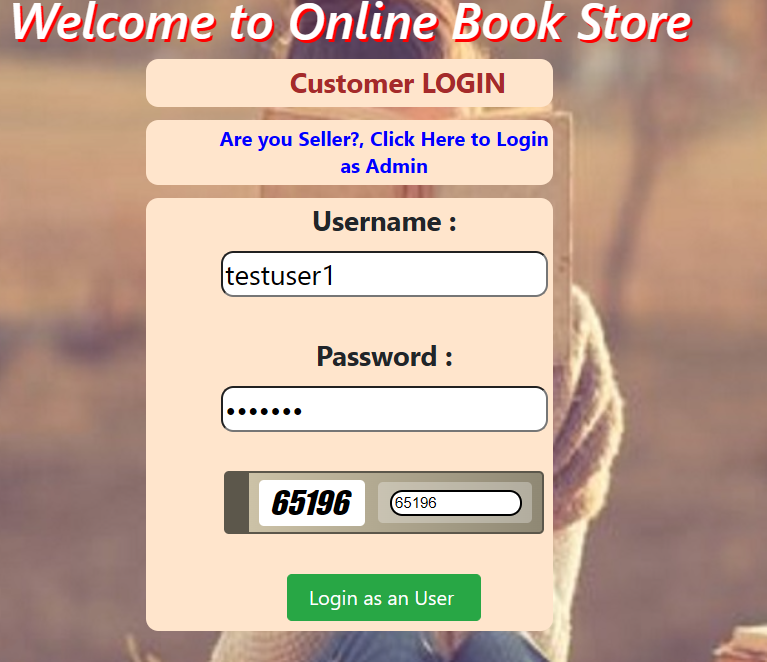 Welcome to Online Book Store
Customer LOGIN
Are you Seller?, Click Here to Login
as Admin
Username :
testuser1
Password :
•••••••
65196
65196
Login as an User